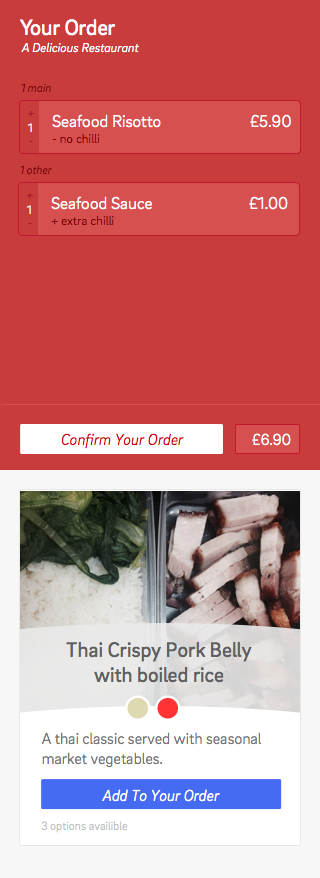 Your Order
A Delicious Restaurant
1 main
+
1
-
Seafood Risotto £5.90
- no chilli
1 other
+
1
-
Seafood Sauce £1.00
+ extra chilli
Confirm Your Order £6.90
Thai Crispy Pork Belly
with boiled rice
A thai classic served with seasonal
market vegetables.
Add To Your Order
3 options availible